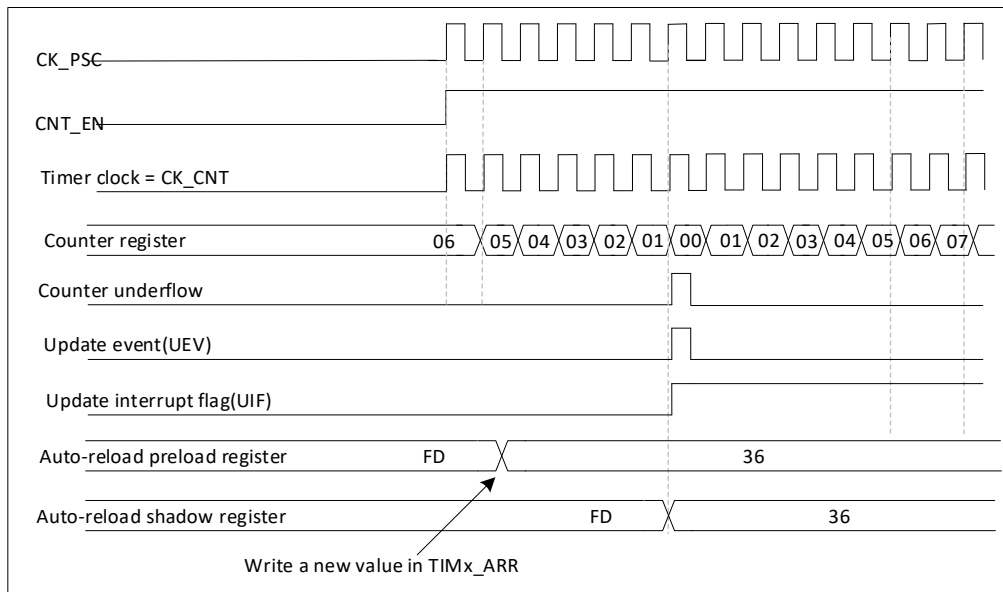 CK_PSC
CNT_EN
Timer clock = CK_CNT
Counter register 06 05 04 03 02 01 00 01 02 03 04 05 06 07
Counter underflow
Update event(UEV)
Update interrupt flag(UIF)
Auto-reload preload register FD 36
Auto-reload shadow register FD 36
Write a new value in TIMx_ARR